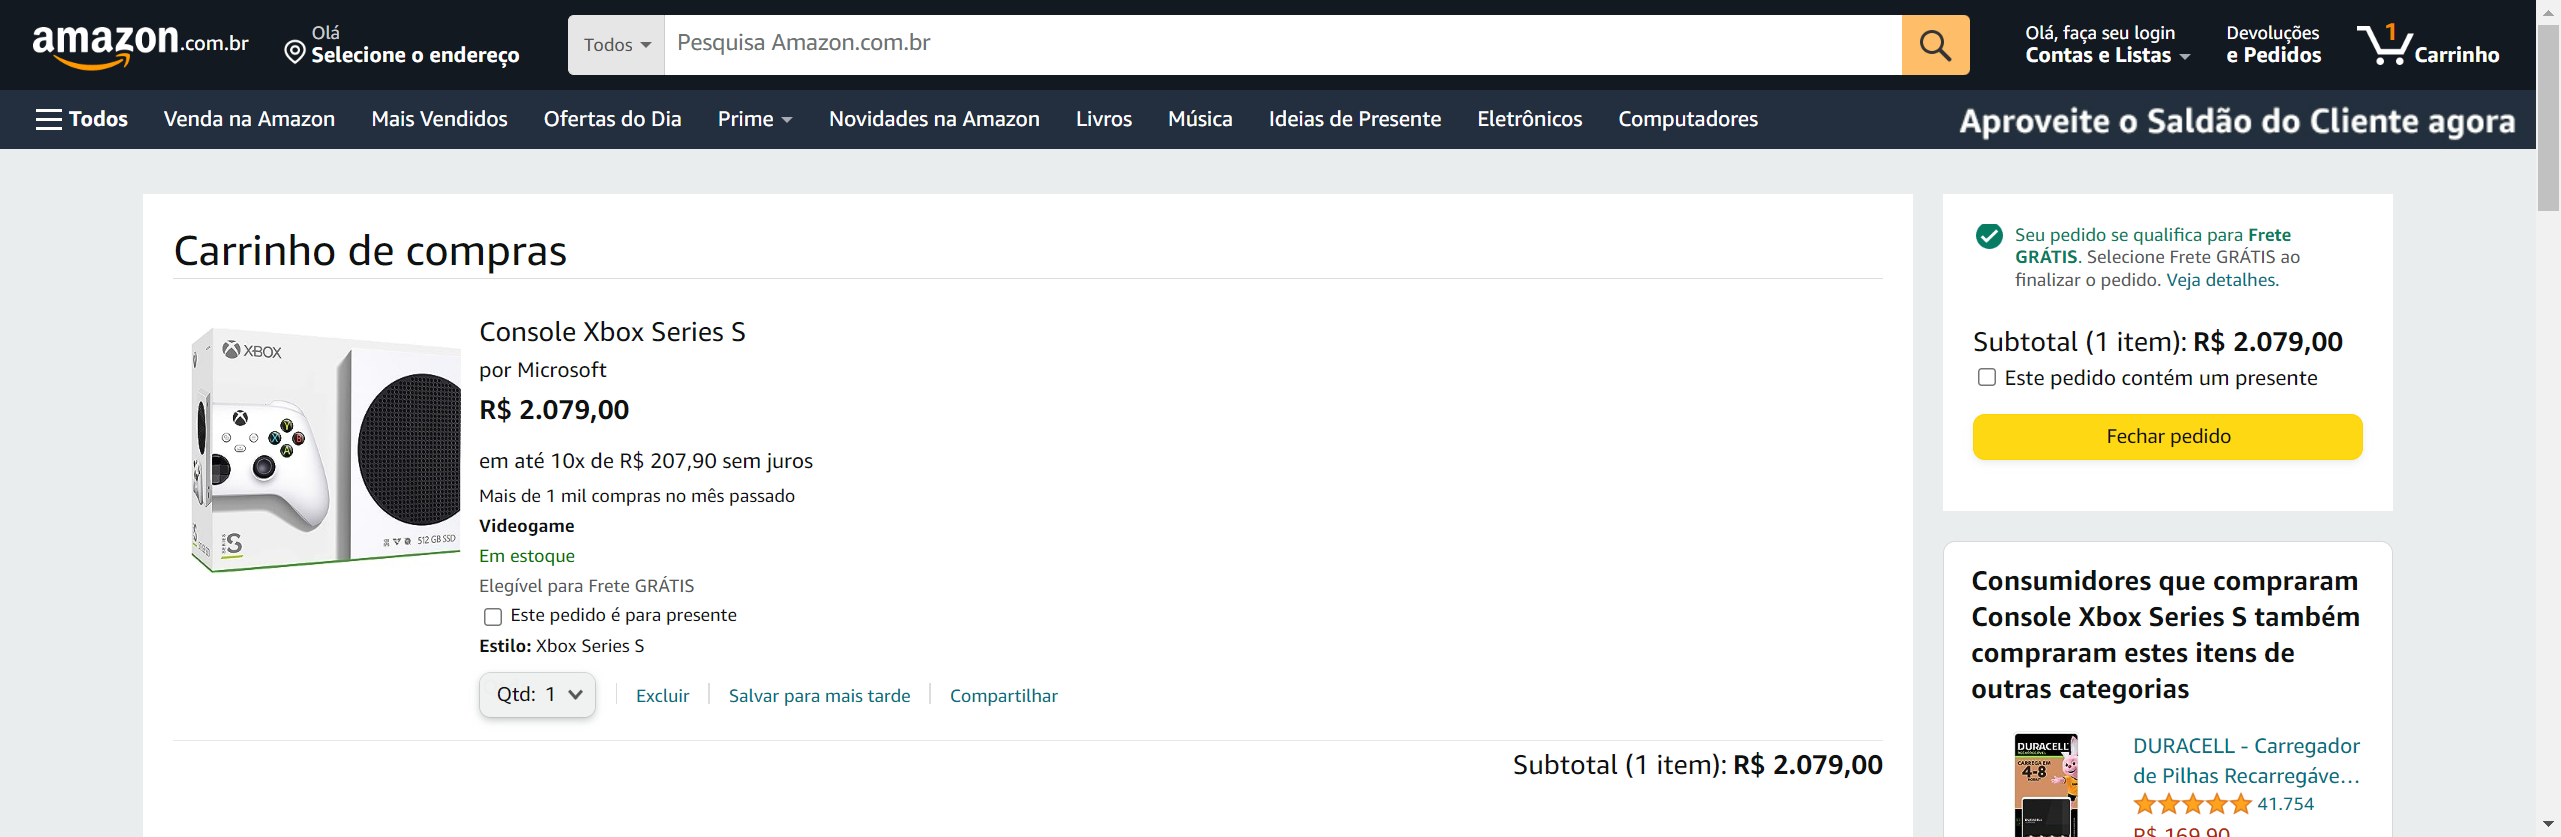 amazon.com.br
Olá
Selecione o endereço
Todos
Pesquisa Amazon.com.br
Olá, faça seu login
Contas e Listas
Devoluções
e Pedidos
1
Carrinho
Todos
Venda na Amazon
Mais Vendidos
Ofertas do Dia
Prime
Novidades na Amazon
Livros
Música
Ideias de Presente
Eletrônicos
Computadores
Aproveite o Saldão do Cliente agora
Carrinho de compras
XBOX
Y
X
B
A
SERIES S
512 GB SSD
Console Xbox Series S
por Microsoft
R$ 2.079,00
em até 10x de R$ 207,90 sem juros
Mais de 1 mil compras no mês passado
Videogame
Em estoque
Elegível para Frete GRÁTIS
Este pedido é para presente
Estilo: Xbox Series S
Qtd: 1
Excluir
Salvar para mais tarde
Compartilhar
Subtotal (1 item): R$ 2.079,00
Seu pedido se qualifica para Frete
GRÁTIS. Selecione Frete GRÁTIS ao
finalizar o pedido. Veja detalhes.
Subtotal (1 item): R$ 2.079,00
Este pedido contém um presente
Fechar pedido
Consumidores que compraram
Console Xbox Series S também
compraram estes itens de
outras categorias
DURACELL
CARREGA EM
4-8
HORAS*
DURACELL - Carregador
de Pilhas Recarregáve...
41.754
R$ 169,90